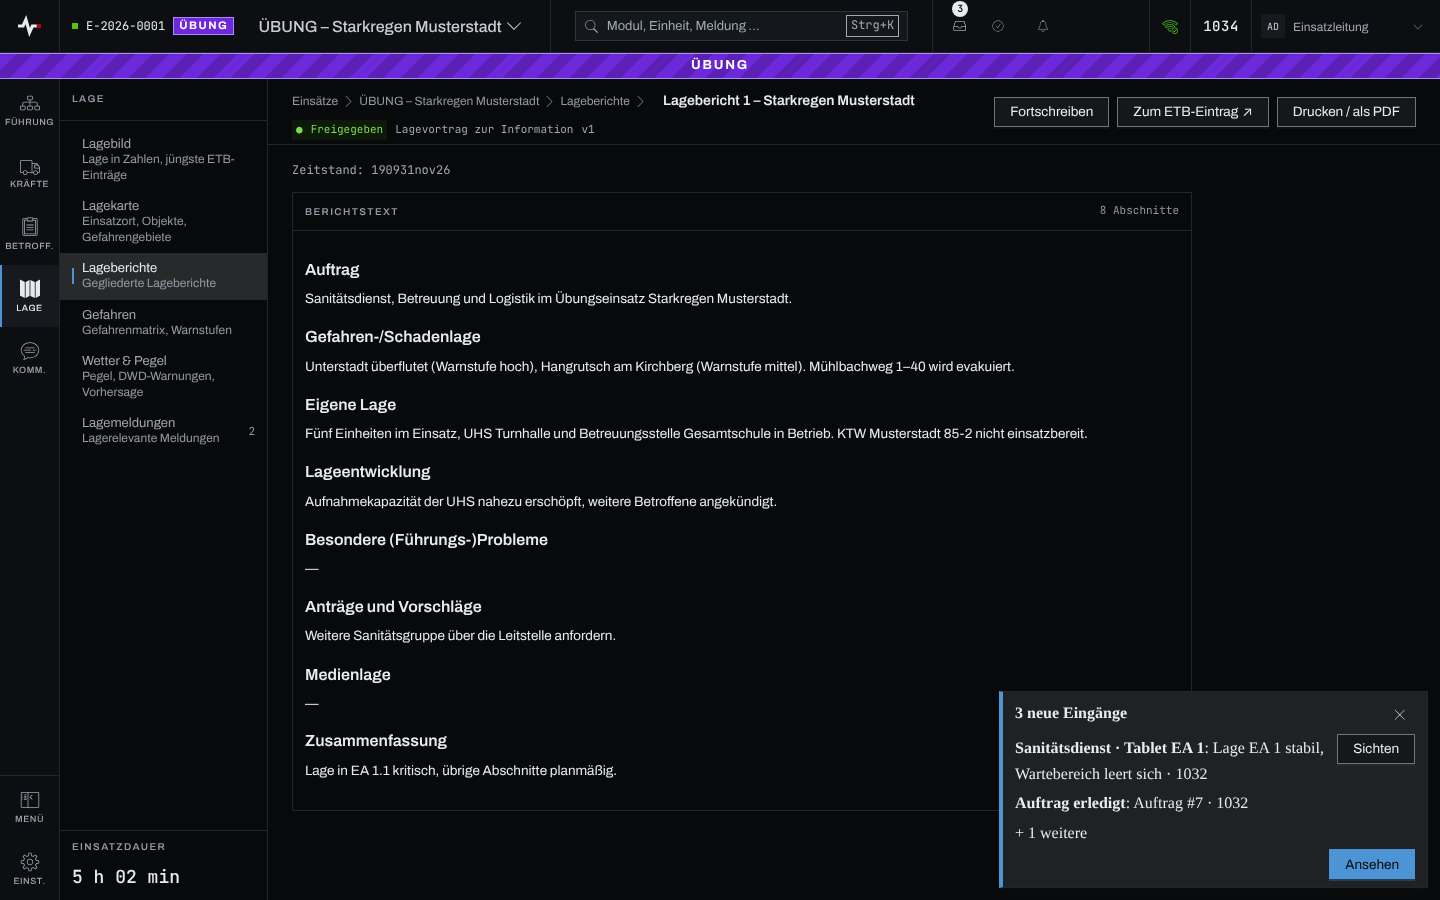 E-2026-0001 ÜBUNG ÜBUNG – Starkregen Musterstadt Modul, Einheit, Meldung ... Strg+K 3 1034 AD Einsatzleitung
ÜBUNG
FÜHRUNG
KRÄFTE
BETROFF.
LAGE
KOMM.
MENÜ
EINST.
LAGE
Lagebild
Lage in Zahlen, jüngste ETB-
Einträge
Lagekarte
Einsatzort, Objekte,
Gefahrengebiete
Lageberichte
Gegliederte Lageberichte
Gefahren
Gefahrenmatrix, Warnstufen
Wetter & Pegel
Pegel, DWD-Warnungen,
Vorhersage
Lagemeldungen
Lagerelevante Meldungen 2
EINSATZDAUER
5 h 02 min
Einsätze ÜBUNG – Starkregen Musterstadt Lageberichte Lagebericht 1 – Starkregen Musterstadt
Freigegeben Lagevortrag zur Information v1
Fortschreiben Zum ETB-Eintrag ↗ Drucken / als PDF
Zeitstand: 190931nov26
BERICHTSTEXT 8 Abschnitte
Auftrag
Sanitätsdienst, Betreuung und Logistik im Übungseinsatz Starkregen Musterstadt.
Gefahren-/Schadenlage
Unterstadt überflutet (Warnstufe hoch), Hangrutsch am Kirchberg (Warnstufe mittel). Mühlbachweg 1–40 wird evakuiert.
Eigene Lage
Fünf Einheiten im Einsatz, UHS Turnhalle und Betreuungsstelle Gesamtschule in Betrieb. KTW Musterstadt 85-2 nicht einsatzbereit.
Lageentwicklung
Aufnahmekapazität der UHS nahezu erschöpft, weitere Betroffene angekündigt.
Besondere (Führungs-)Probleme
—
Anträge und Vorschläge
Weitere Sanitätsgruppe über die Leitstelle anfordern.
Medienlage
—
Zusammenfassung
Lage in EA 1.1 kritisch, übrige Abschnitte planmäßig.
3 neue Eingänge
Sanitätsdienst · Tablet EA 1: Lage EA 1 stabil,
Wartebereich leert sich · 1032
Sichten
Auftrag erledigt: Auftrag #7 · 1032
+ 1 weitere
Ansehen